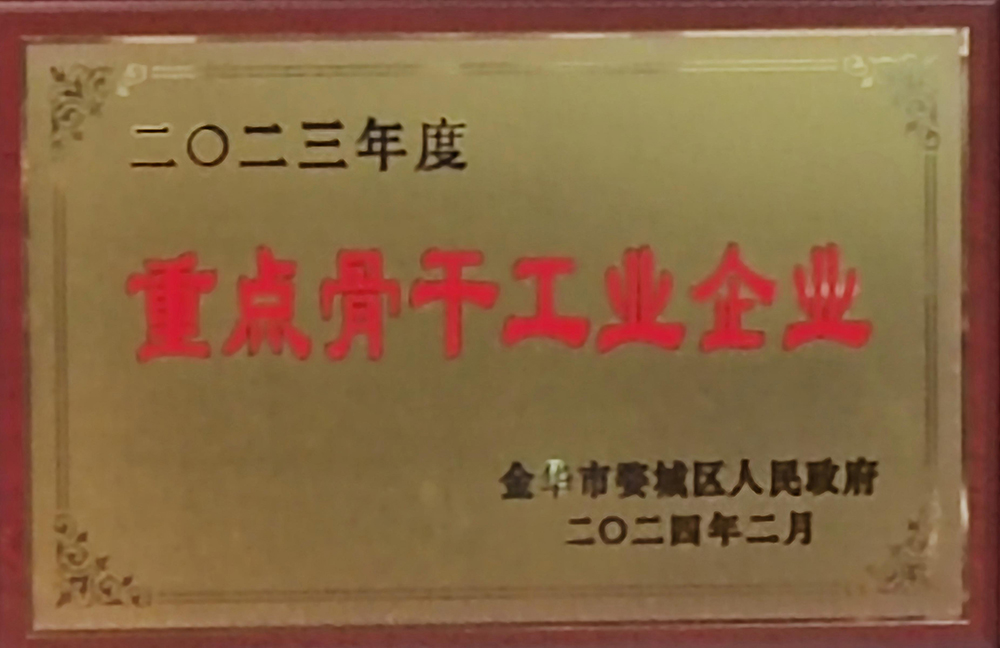 二〇二三年度
重点骨干工业企业
金华市婺城区人民政府
二〇二四年二月